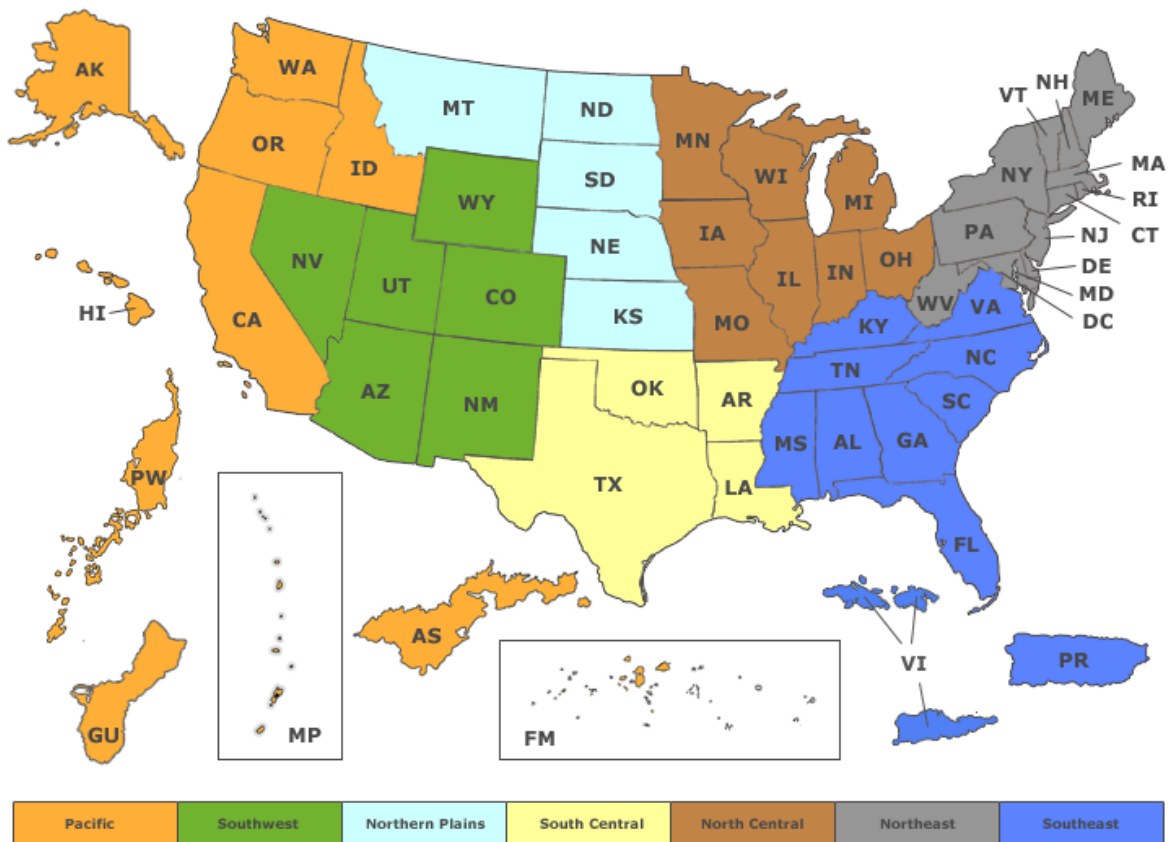 AK
WA
MT
ND
MN
VT
NH
ME
OR
ID
SD
WI
MI
NY
MA
RI
WY
NE
IA
PA
NJ
CT
NV
UT
CO
IL
IN
OH
DE
MD
DC
HI
CA
KS
MO
KY
WV
VA
AZ
NM
OK
AR
TN
NC
SC
PW
TX
LA
MS
AL
GA
FL
AS
VI
PR
GU
MP
FM
Pacific
Southwest
Northern Plains
South Central
North Central
Northeast
Southeast